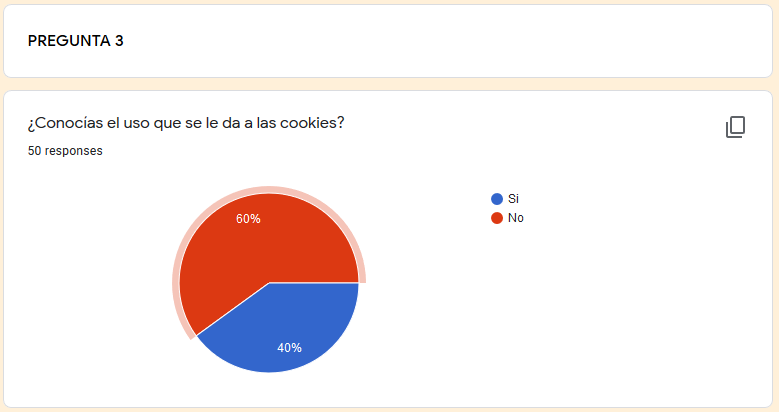 PREGUNTA 3
¿Conocías el uso que se le da a las cookies?
50 responses
60%
40%
Si
No